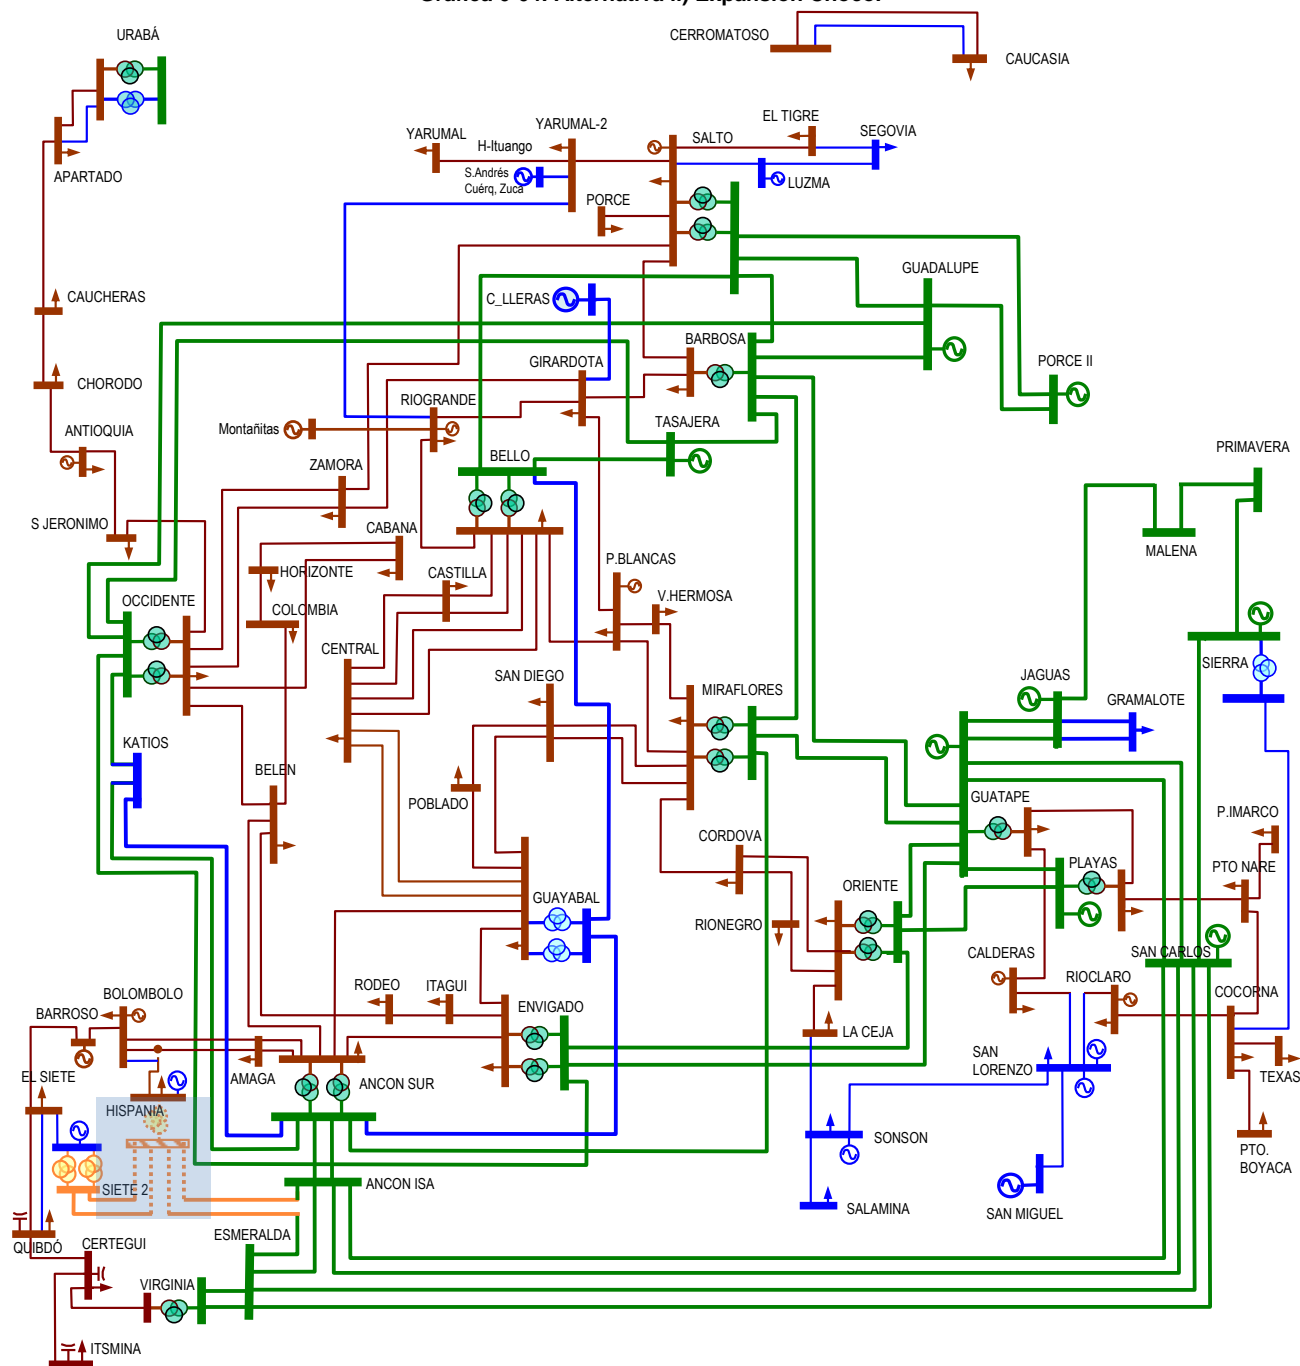 URABÁ
CERROMATOSO
CAUCASIA
APARTADO
YARUMAL
H-Ituango
YARUMAL-2
S.Andrés
Cuérq, Zuca
SALTO
EL TIGRE
SEGOVIA
LUZMA
PORCE
CAUCHERAS
C_LLERAS
GUADALUPE
BARBOSA
GIRARDOTA
PORCE II
CHORODO
RIOGRANDE
Montañitas
TASAJERA
ANTIOQUIA
ZAMORA
BELLO
PRIMAVERA
S JERONIMO
CABANA
MALENA
HORIZONTE
CASTILLA
P.BLANCAS
V.HERMOSA
OCCIDENTE
COLOMBIA
CENTRAL
SAN DIEGO
MIRAFLORES
JAGUAS
SIERRA
GRAMALOTE
KATIOS
BELEN
POBLADO
GUATAPE
P.IMARCO
CORDOVA
PLAYAS
PTO NARE
GUAYABAL
ORIENTE
RIONEGRO
SAN CARLOS
CALDERAS
RIOCLARO
COCORNA
RODEO
ITAGUI
ENVIGADO
BOLOMBOLO
BARROSO
LA CEJA
SAN
LORENZO
TEXAS
EL SIETE
AMAGA
ANCON SUR
HISPANIA
SONSON
PTO.
BOYACA
SIETE 2
ANCON ISA
SALAMINA
SAN MIGUEL
QUIBDÓ
CERTEGUI
ESMERALDA
VIRGINIA
ITSMINA